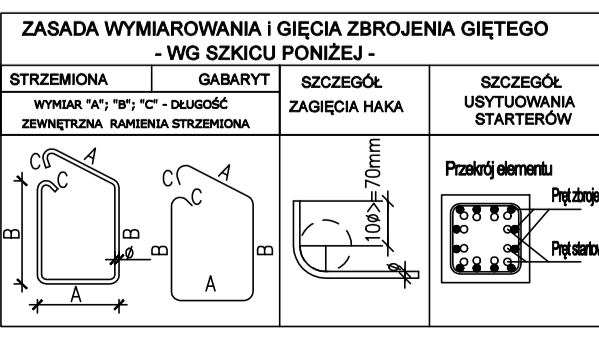 ZASADA WYMIAROWANIA i GIĘCIA ZBROJENIA GIĘTEGO
- WG SZKICU PONIŻEJ -
STRZEMIONA
GABARYT
WYMIAR "A"; "B"; "C" - DŁUGOŚĆ
ZEWNĘTRZNA RAMIENIA STRZEMIONA
SZCZEGÓŁ
ZAGIĘCIA HAKA
SZCZEGÓŁ
USYTUOWANIA
STARTERÓW
C
A
C
B
B
ø
A
C
A
B
B
A
10ø>=70mm
ø
Przekrój elementu
Pręt zbroje
Pręt startow